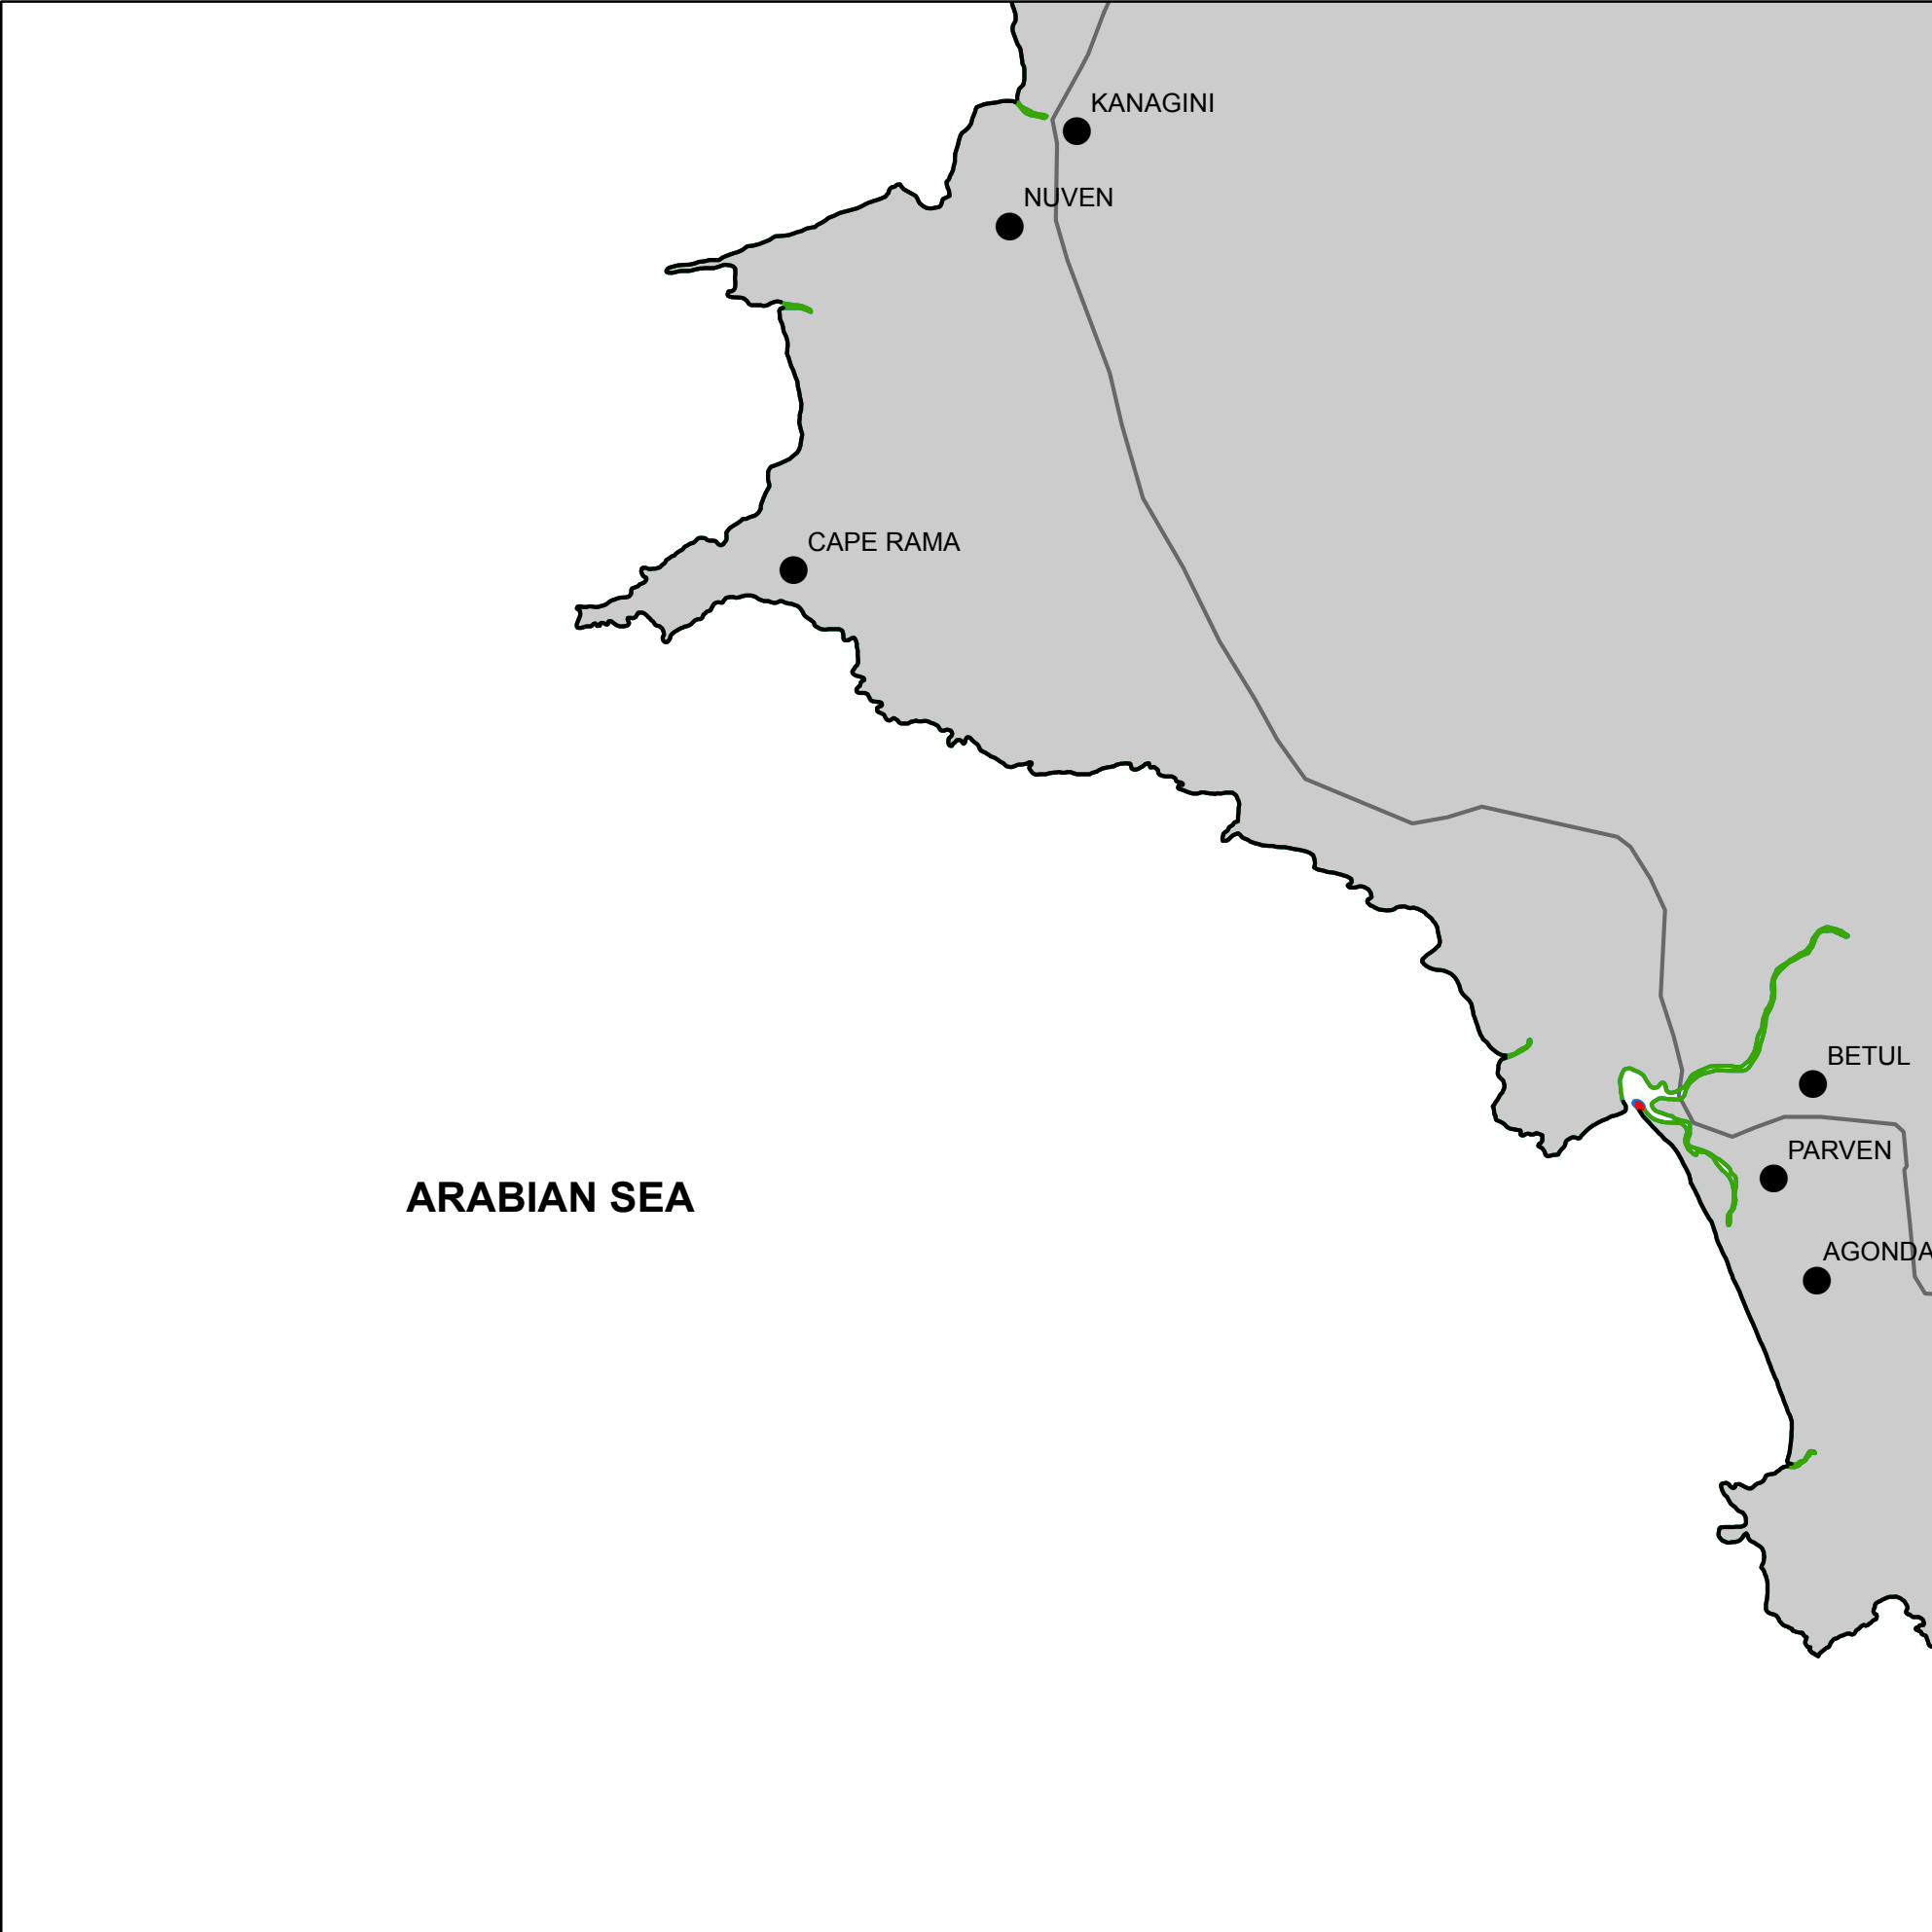 KANAGINI
NUVEN
CAPE RAMA
BETUL
PARVEN
ARABIAN SEA
AGONDA